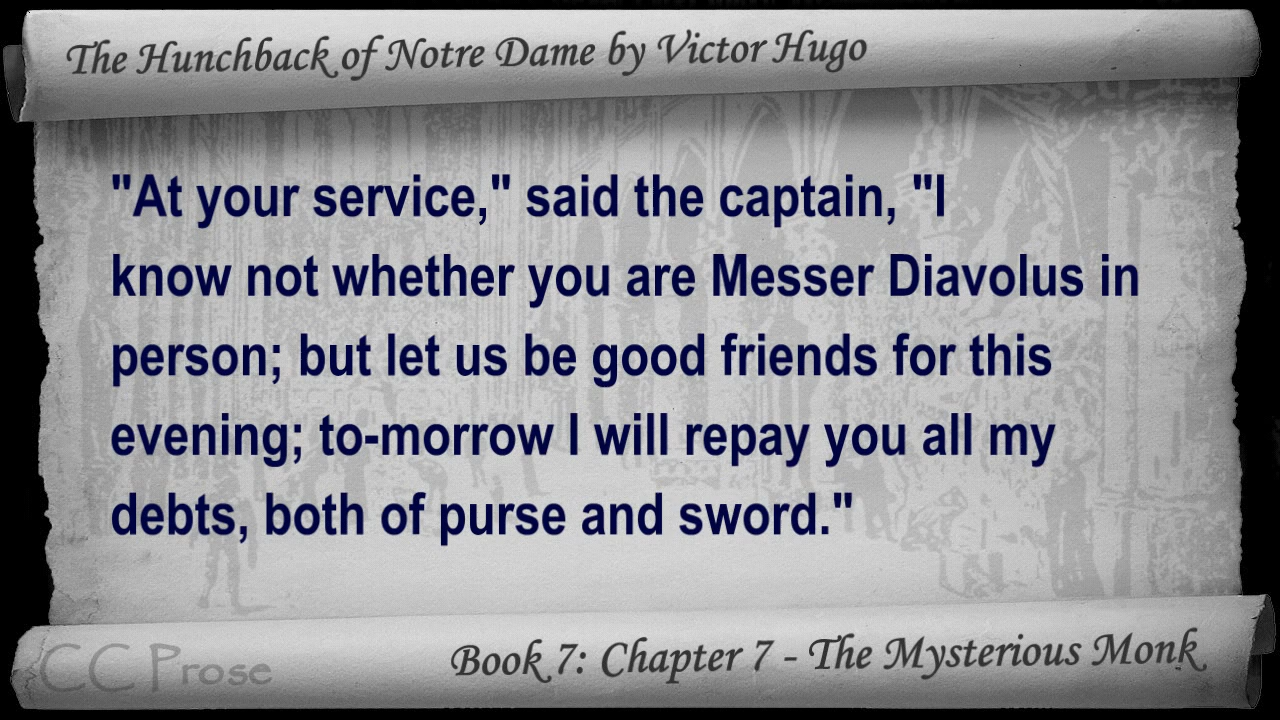 The Hunchback of Notre Dame by Victor Hugo
"At your service," said the captain, "I
know not whether you are Messer Diavolus in
person; but let us be good friends for this
evening; to-morrow I will repay you all my
debts, both of purse and sword."
CC Prose
Book 7: Chapter 7 - The Mysterious Monk